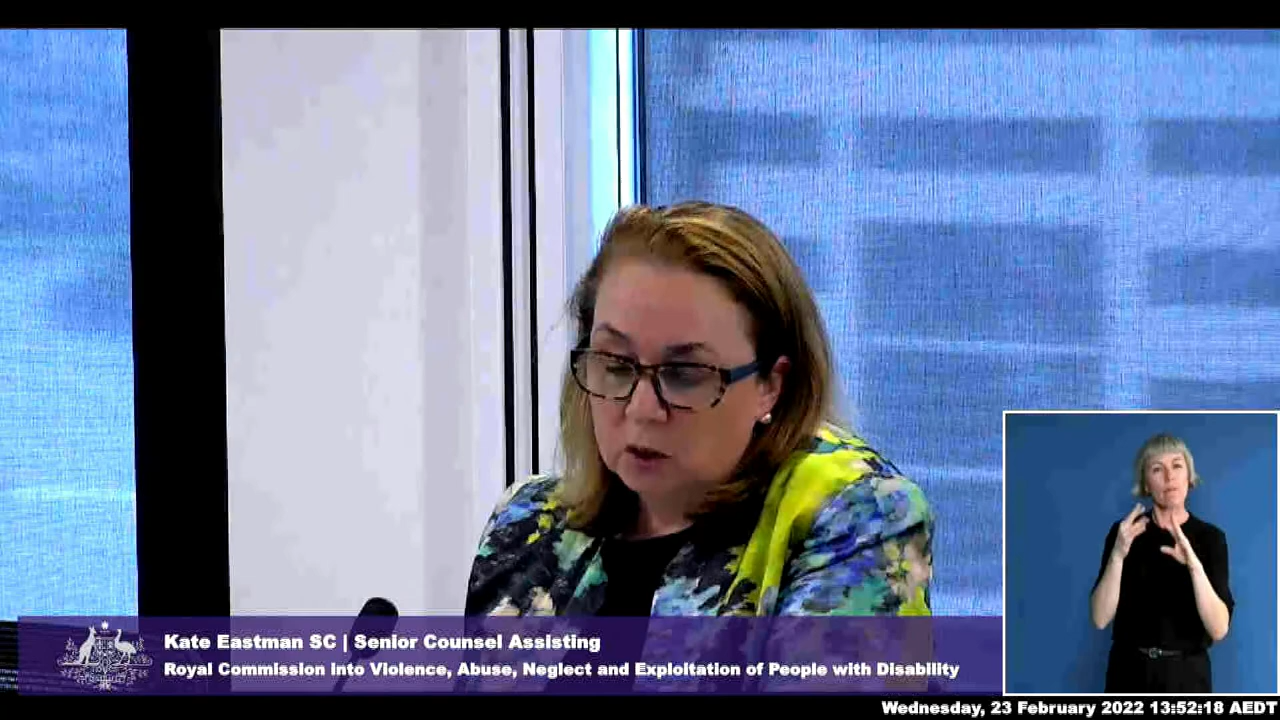 Kate Eastman SC | Senior Counsel Assisting
Royal Commission into Violence, Abuse, Neglect and Exploitation of People with Disability
Wednesday, 23 February 2022 13:52:18 AEDT